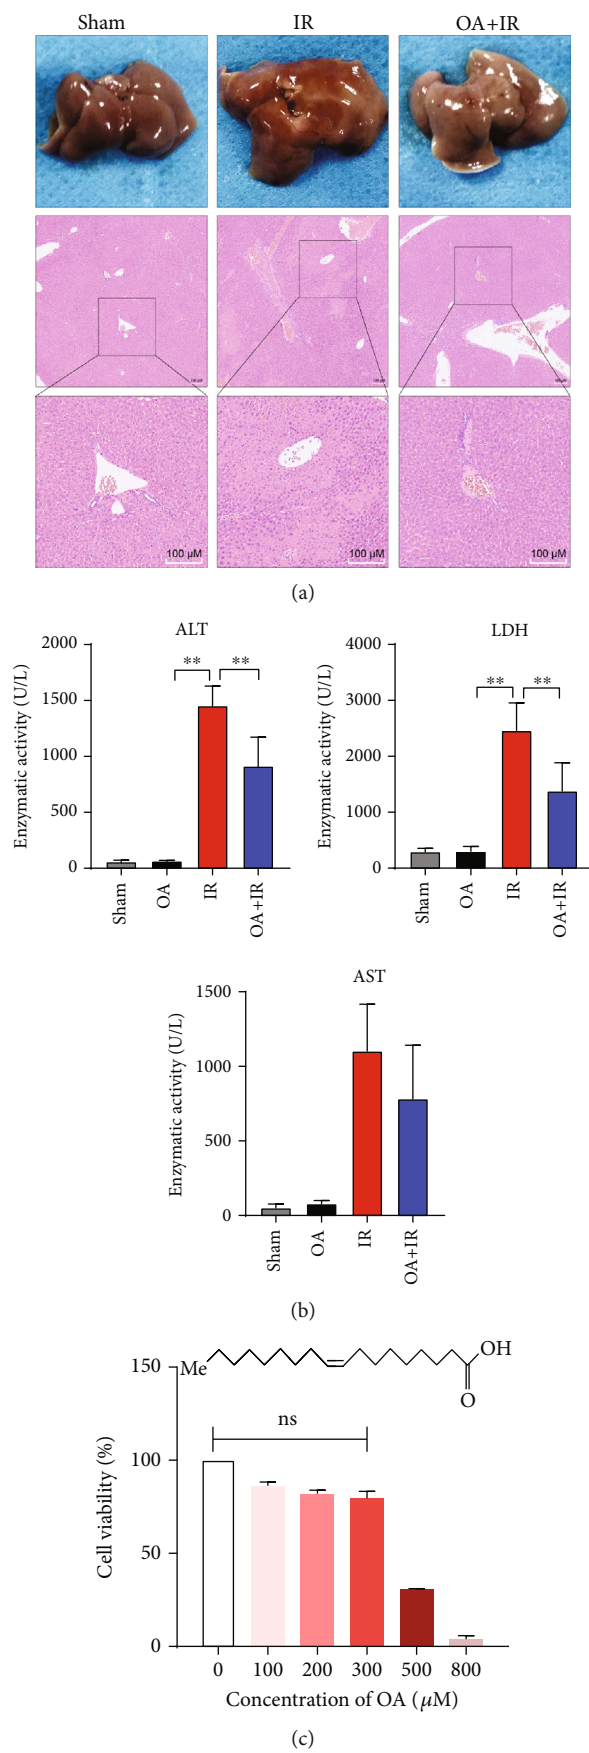 Sham IR OA+IR
100 µM 100 µM 100 µM
(a)
ALT
Enzymatic activity (U/L)
2000
1500
1000
500
0
** **
Sham OA IR OA+IR
LDH
Enzymatic activity (U/L)
4000
3000
2000
1000
0
** **
Sham OA IR OA+IR
AST
Enzymatic activity (U/L)
1500
1000
500
0
Sham OA IR OA+IR
(b)
Me OH
O
Cell viability (%)
150
100
50
0
ns
0 100 200 300 500 800
Concentration of OA (µM)
(c)